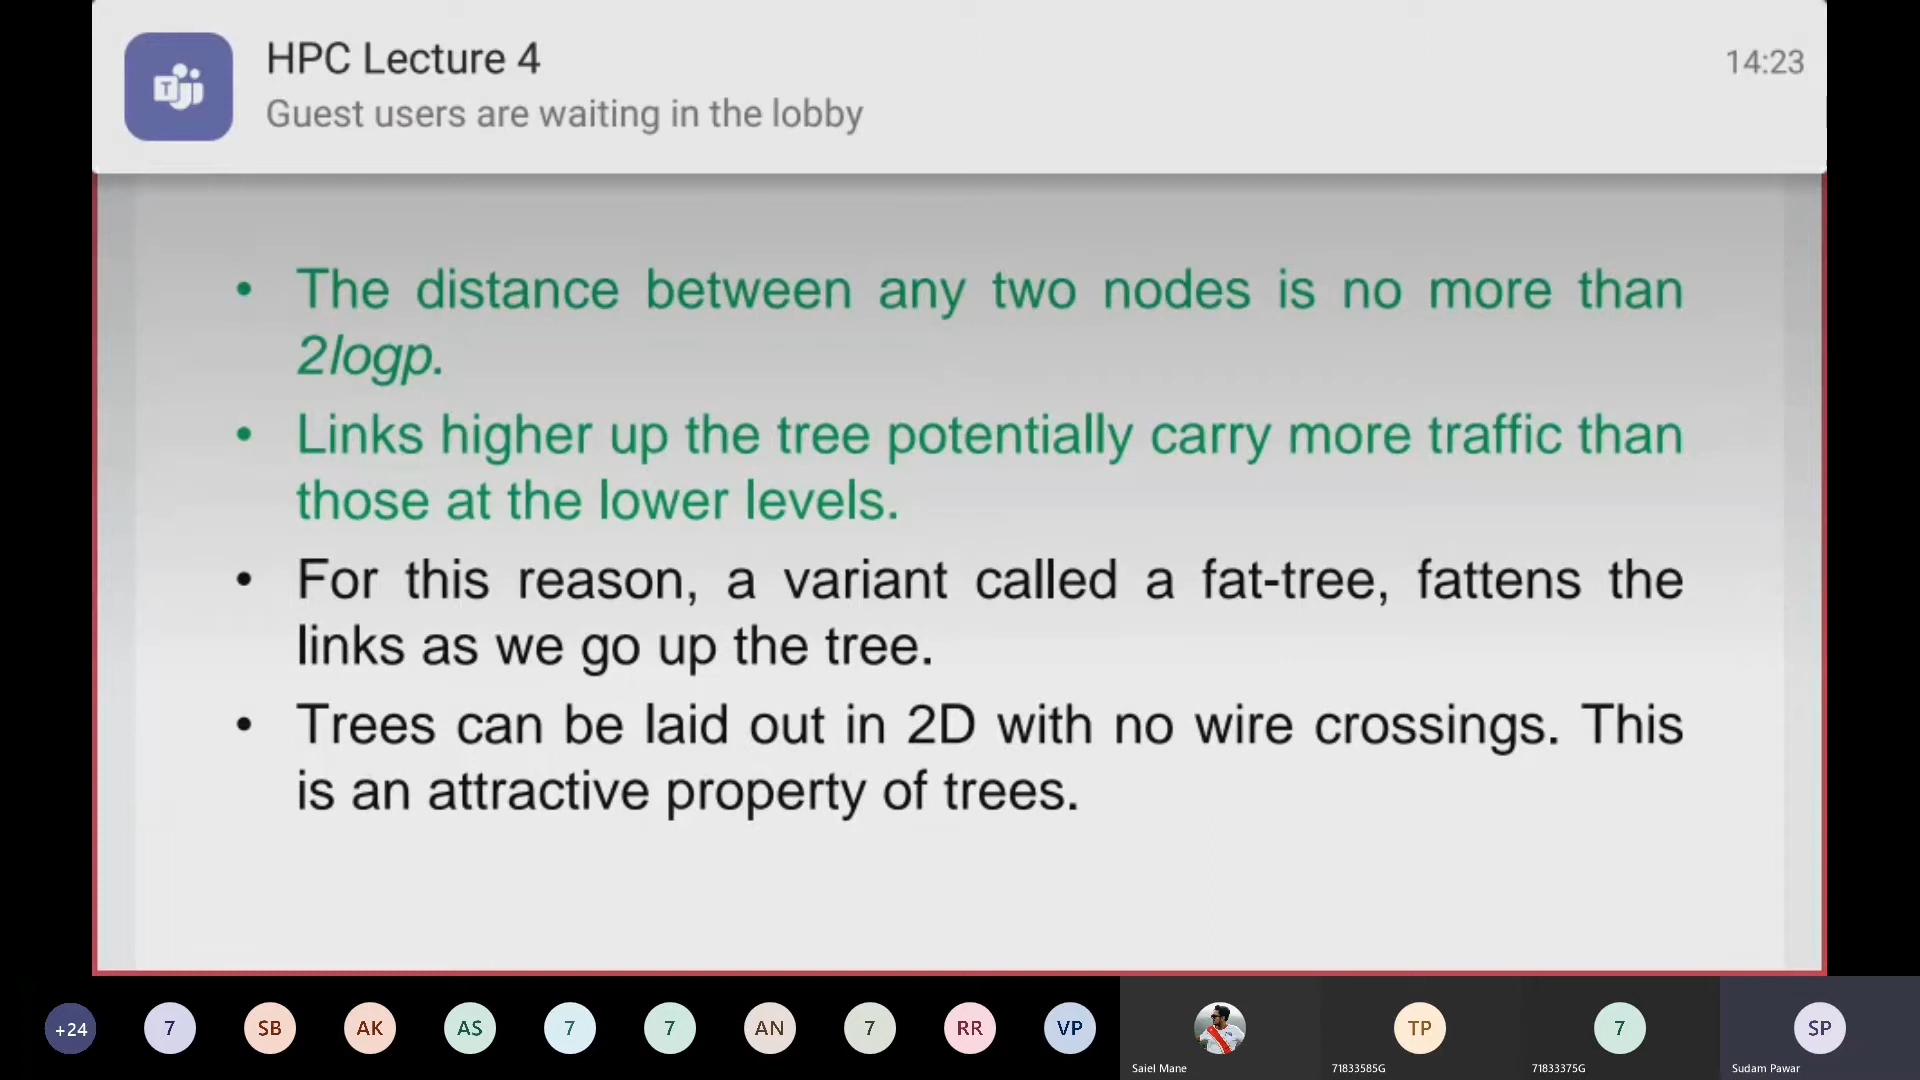 HPC Lecture 4
14:23
Guest users are waiting in the lobby
• The distance between any two nodes is no more than
2logp.
• Links higher up the tree potentially carry more traffic than
those at the lower levels.
• For this reason, a variant called a fat-tree, fattens the
links as we go up the tree.
• Trees can be laid out in 2D with no wire crossings. This
is an attractive property of trees.
+24 7 SB AK AS 7 7 AN 7 RR VP TP 7 SP
Saiel Mane 71833585G 71833375G Sudam Pawar